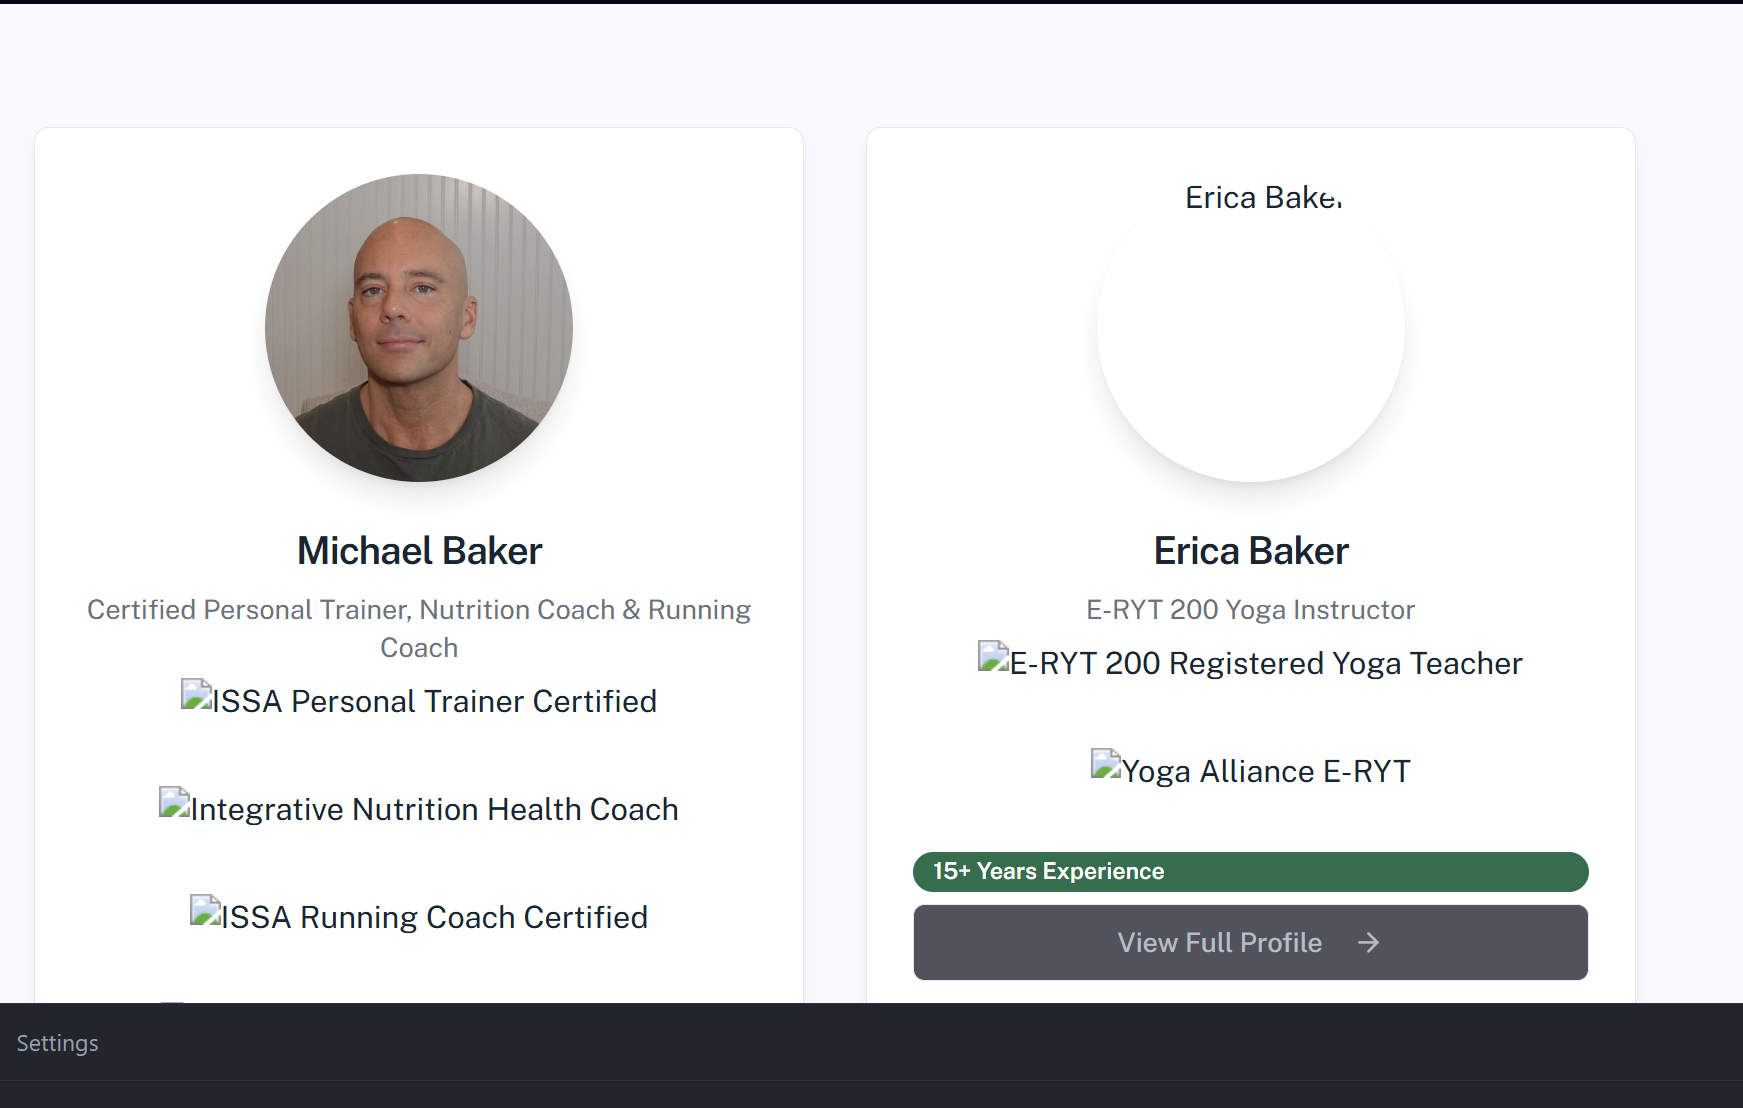 Erica Baker
Michael Baker
Certified Personal Trainer, Nutrition Coach & Running
Coach
ISSA Personal Trainer Certified
Integrative Nutrition Health Coach
ISSA Running Coach Certified
Erica Baker
E-RYT 200 Yoga Instructor
E-RYT 200 Registered Yoga Teacher
Yoga Alliance E-RYT
15+ Years Experience
View Full Profile
Settings